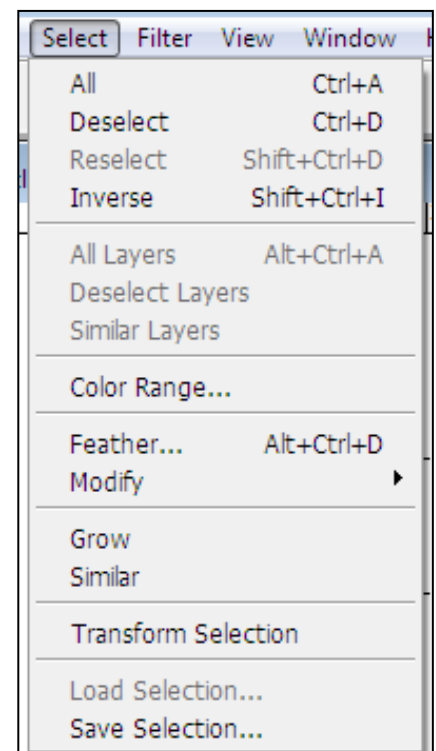 Select Filter View Window
All Ctrl+A
Deselect Ctrl+D
Reselect Shift+Ctrl+D
Inverse Shift+Ctrl+I
All Layers Alt+Ctrl+A
Deselect Layers
Similar Layers
Color Range...
Feather... Alt+Ctrl+D
Modify
Grow
Similar
Transform Selection
Load Selection...
Save Selection...